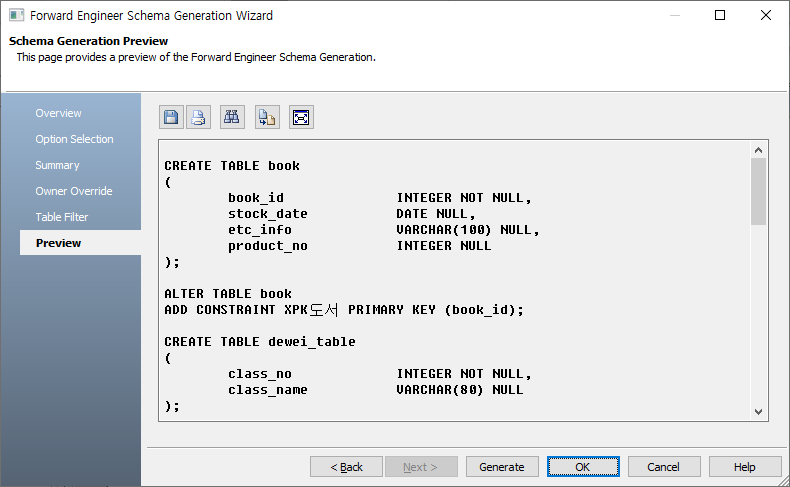 Forward Engineer Schema Generation Wizard
Schema Generation Preview
This page provides a preview of the Forward Engineer Schema Generation.
Overview
Option Selection
Summary
Owner Override
Table Filter
Preview
CREATE TABLE book
(
book_id INTEGER NOT NULL,
stock_date DATE NULL,
etc_info VARCHAR(100) NULL,
product_no INTEGER NULL
);
ALTER TABLE book
ADD CONSTRAINT XPK도서 PRIMARY KEY (book_id);
CREATE TABLE dewei_table
(
class_no INTEGER NOT NULL,
class_name VARCHAR(80) NULL
);
< Back
Next >
Generate
OK
Cancel
Help